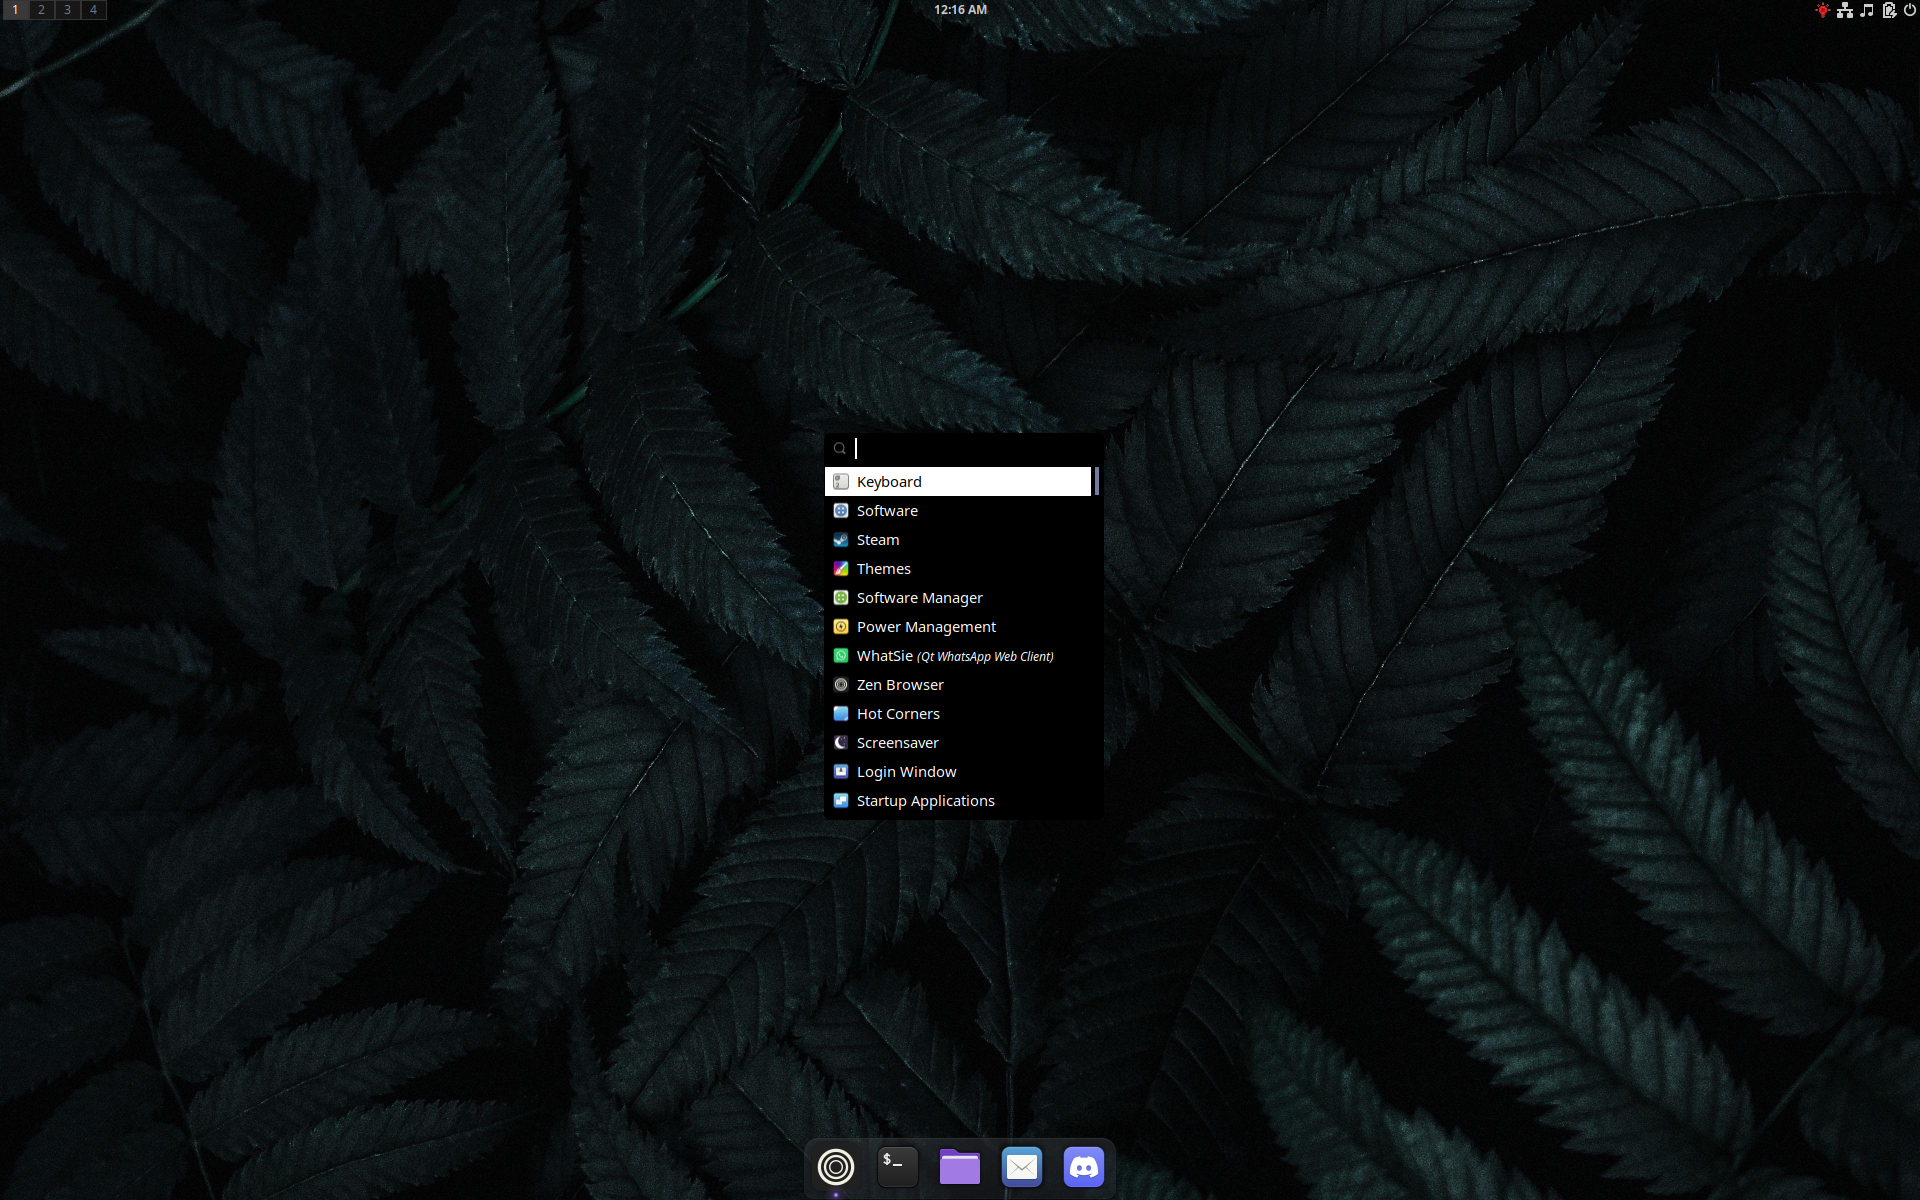 1 2 3 4
12:16 AM
Keyboard
Software
Steam
Themes
Software Manager
Power Management
WhatSie (Qt WhatsApp Web Client)
Zen Browser
Hot Corners
Screensaver
Login Window
Startup Applications
$_